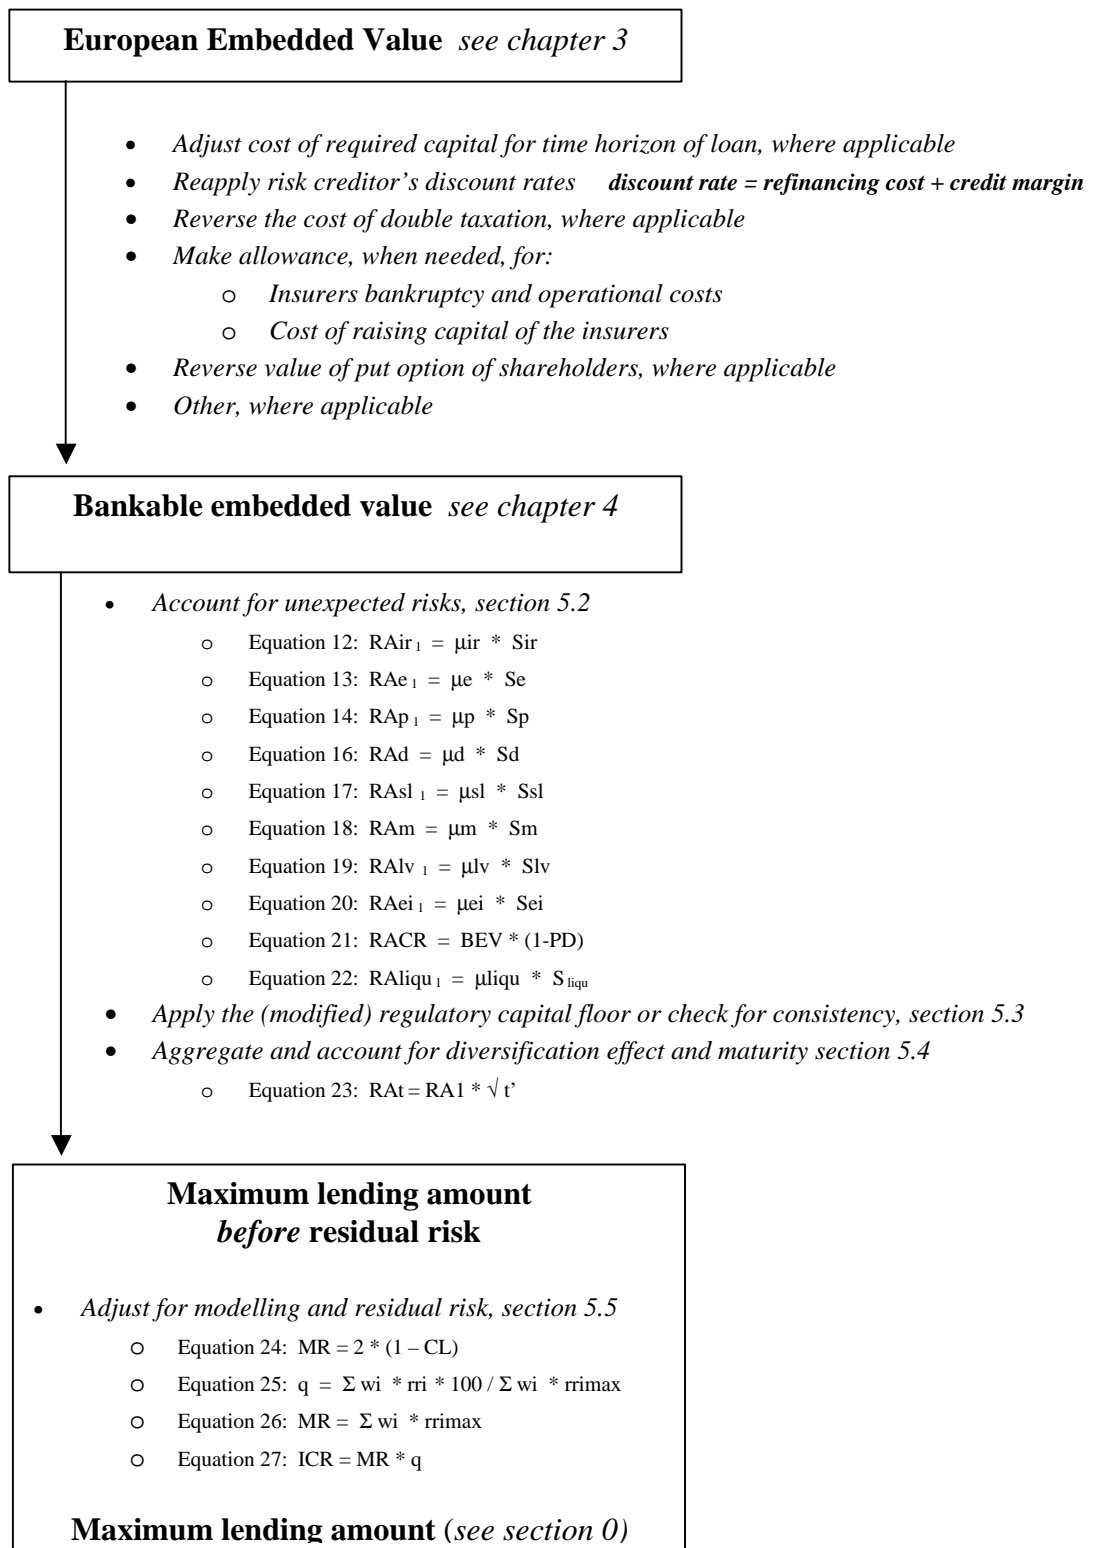 European Embedded Value see chapter 3
• Adjust cost of required capital for time horizon of loan, where applicable
• Reapply risk creditor's discount rates discount rate = refinancing cost + credit margin
• Reverse the cost of double taxation, where applicable
• Make allowance, when needed, for:
o Insurers bankruptcy and operational costs
o Cost of raising capital of the insurers
• Reverse value of put option of shareholders, where applicable
• Other, where applicable
Bankable embedded value see chapter 4
• Account for unexpected risks, section 5.2
o Equation 12: RAir 1 = μir * Sir
o Equation 13: RAe 1 = μe * Se
o Equation 14: RAp 1 = μp * Sp
o Equation 16: RAd = μd * Sd
o Equation 17: RAsl 1 = μsl * Ssl
o Equation 18: RAm = μm * Sm
o Equation 19: RAlv 1 = μlv * Slv
o Equation 20: RAei 1 = μei * Sei
o Equation 21: RACR = BEV * (1-PD)
o Equation 22: RAliqu 1 = μliqu * S liqu
• Apply the (modified) regulatory capital floor or check for consistency, section 5.3
• Aggregate and account for diversification effect and maturity section 5.4
o Equation 23: RAt = RA1 * √ t’
Maximum lending amount
before residual risk
• Adjust for modelling and residual risk, section 5.5
o Equation 24: MR = 2 * (1 – CL)
o Equation 25: q = Σ wi * rri * 100 / Σ wi * rrimax
o Equation 26: MR = Σ wi * rrimax
o Equation 27: ICR = MR * q
Maximum lending amount (see section 0)